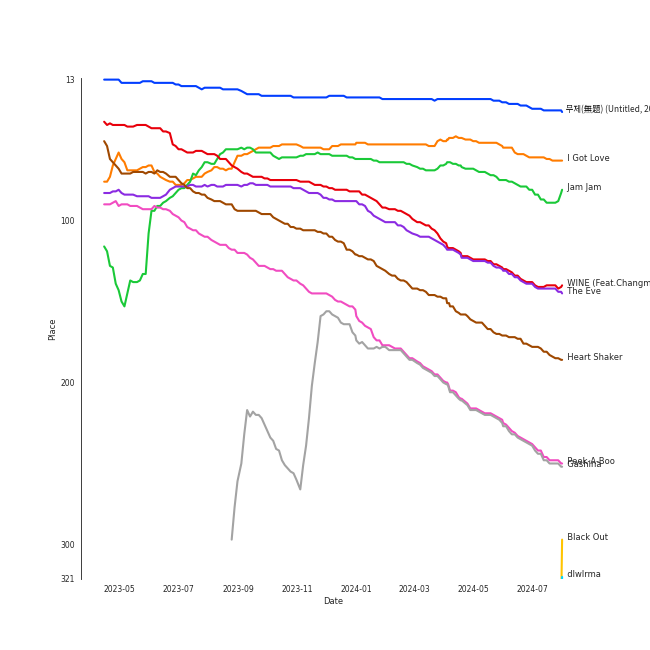 13
무제(無題) (Untitled, 20
I Got Love
Jam Jam
100
WINE (Feat.Changm
The Eve
Place
Heart Shaker
200
Peek-A-Boo
Gashina
Black Out
300
dlwlrma
321
2023-05 2023-07 2023-09 2023-11 2024-01 2024-03 2024-05 2024-07
Date